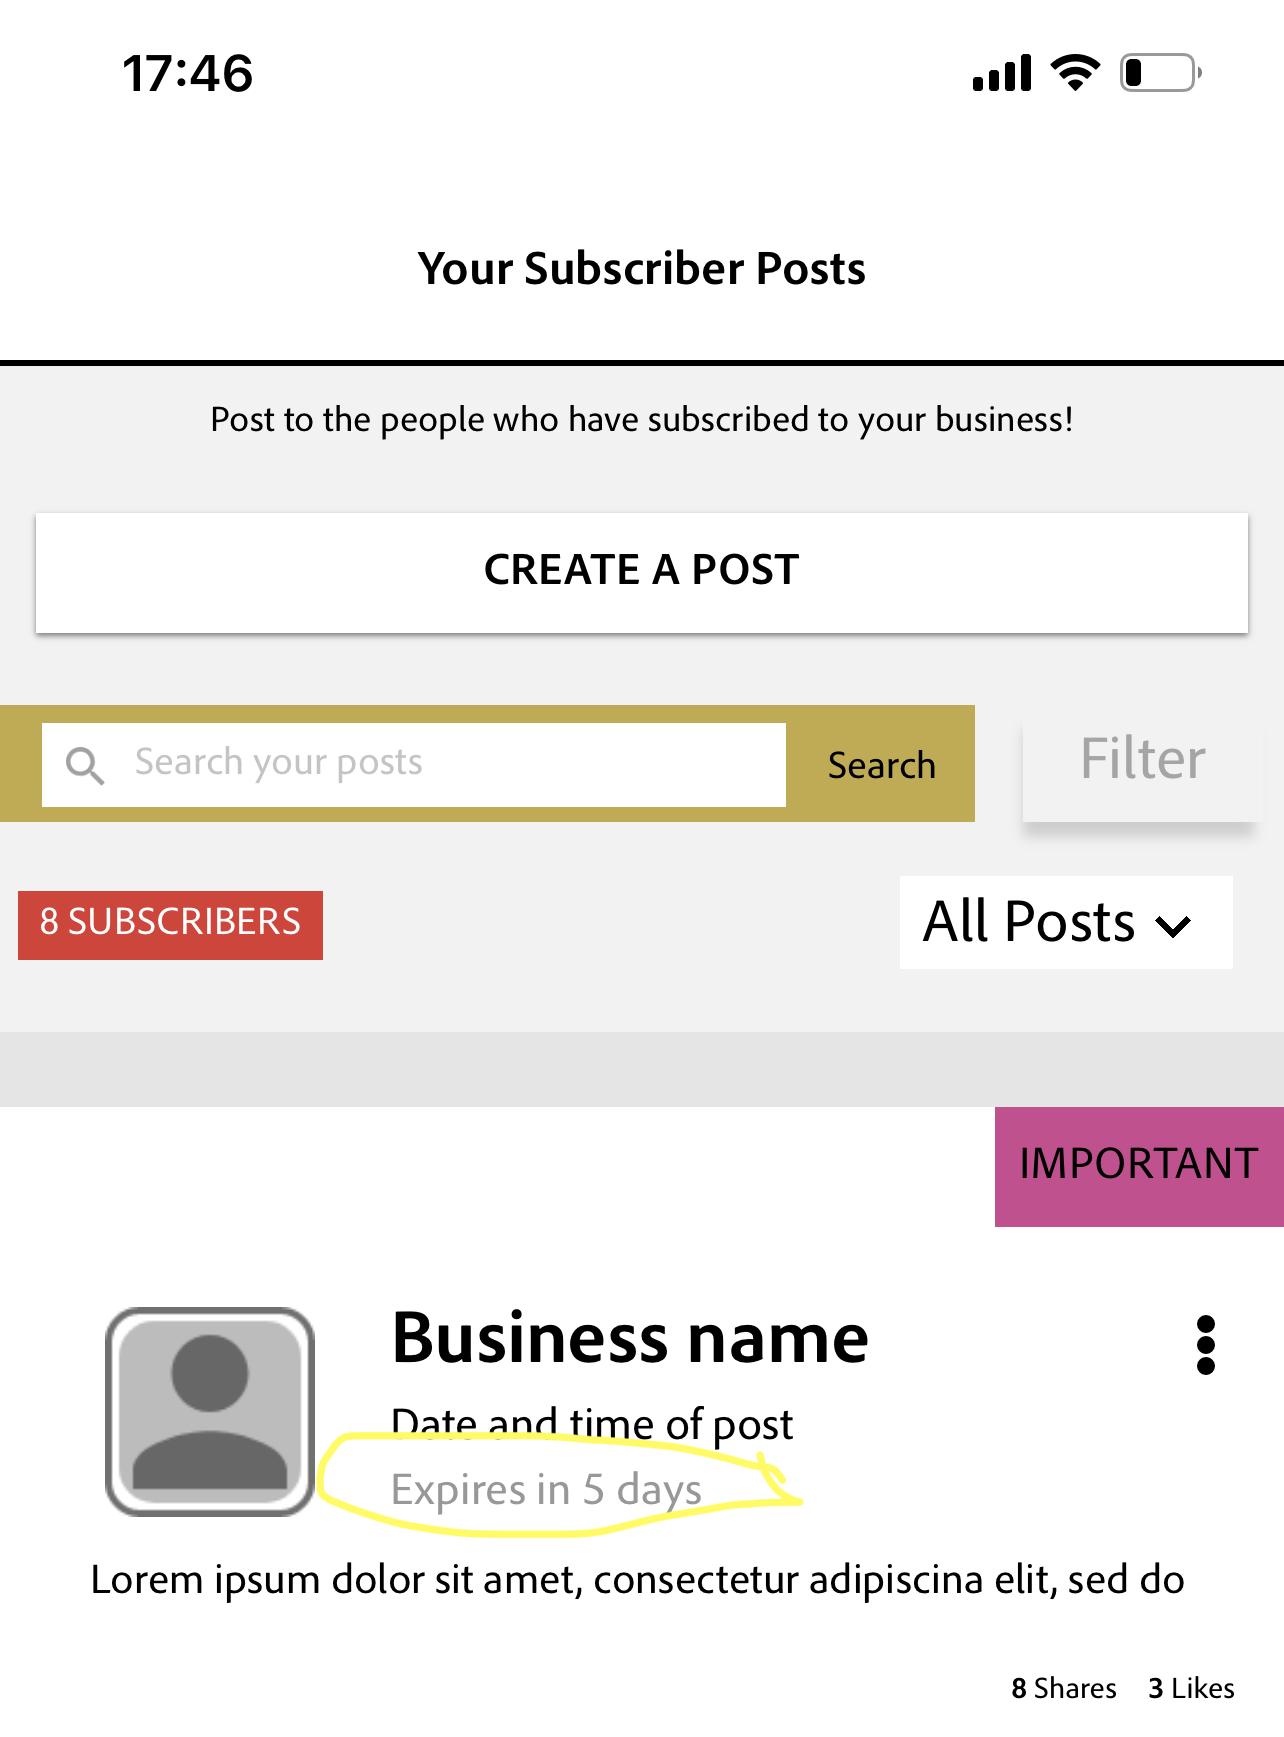 17:46
Your Subscriber Posts
Post to the people who have subscribed to your business!
CREATE A POST
Search your posts
Search
Filter
8 SUBSCRIBERS
All Posts
IMPORTANT
Business name
Date and time of post
Expires in 5 days
Lorem ipsum dolor sit amet, consectetur adipiscina elit, sed do
8 Shares 3 Likes